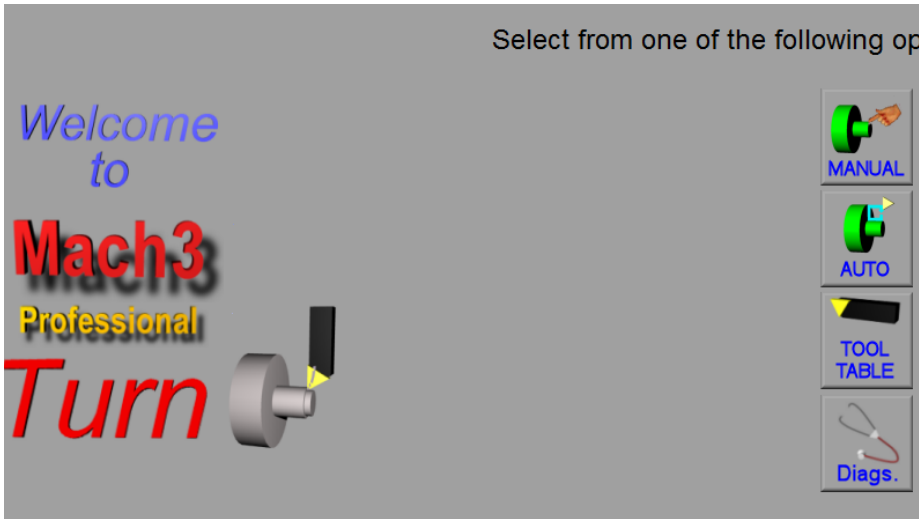 Select from one of the following op
Welcome
to
Mach3
Professional
Turn
MANUAL
AUTO
TOOL
TABLE
Diags.